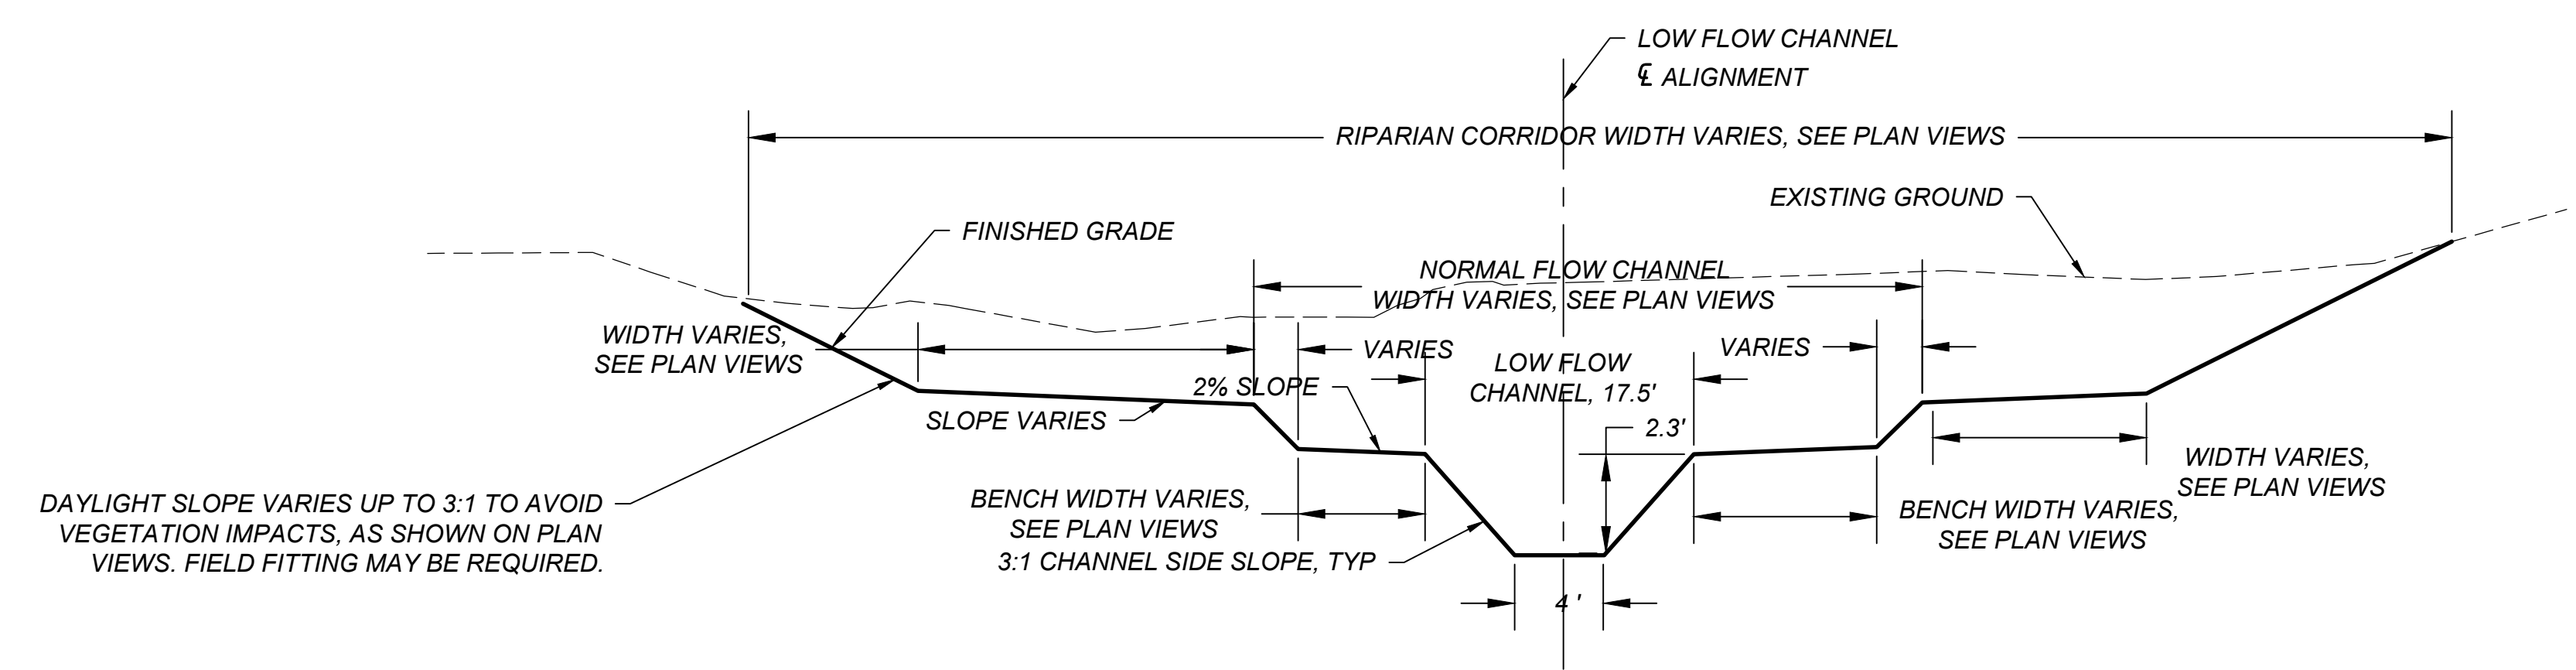 LOW FLOW CHANNEL
℄ ALIGNMENT
RIPARIAN CORRIDOR WIDTH VARIES, SEE PLAN VIEWS
EXISTING GROUND
FINISHED GRADE
NORMAL FLOW CHANNEL
WIDTH VARIES, SEE PLAN VIEWS
WIDTH VARIES,
SEE PLAN VIEWS
VARIES
LOW FLOW
CHANNEL, 17.5'
VARIES
2% SLOPE
SLOPE VARIES
2.3'
WIDTH VARIES,
SEE PLAN VIEWS
DAYLIGHT SLOPE VARIES UP TO 3:1 TO AVOID
VEGETATION IMPACTS, AS SHOWN ON PLAN
VIEWS. FIELD FITTING MAY BE REQUIRED.
BENCH WIDTH VARIES,
SEE PLAN VIEWS
3:1 CHANNEL SIDE SLOPE, TYP
BENCH WIDTH VARIES,
SEE PLAN VIEWS
4 '